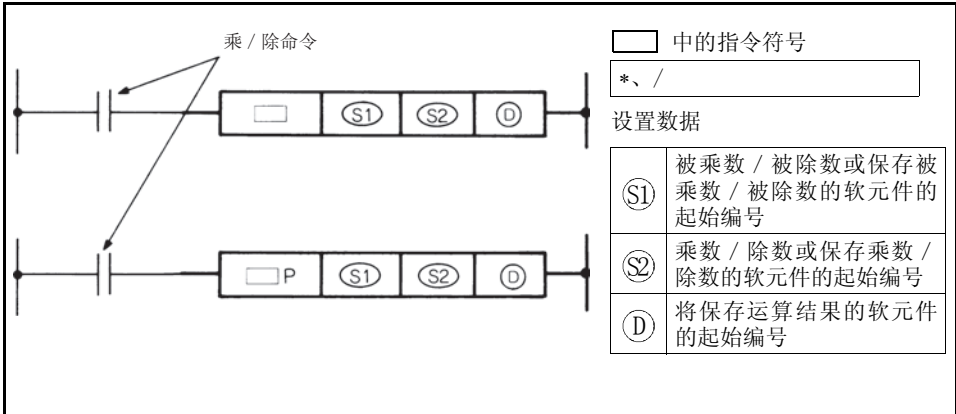 乘 / 除命令
S1 S2 D
P S1 S2 D
中的指令符号
*、/
设置数据
S1 被乘数 / 被除数或保存被
乘数 / 被除数的软元件的
起始编号
S2 乘数 / 除数或保存乘数 /
除数的软元件的起始编号
D 将保存运算结果的软元件
的起始编号